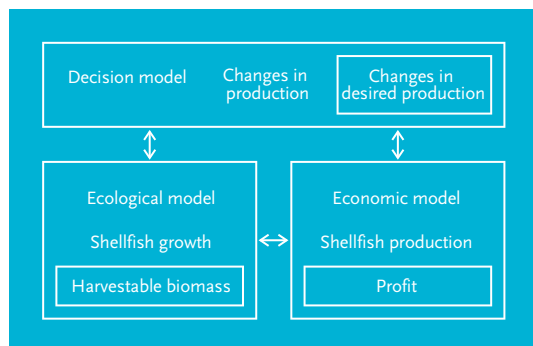 Decision model
Changes in
production
Changes in
desired production
Ecological model
Shellfish growth
Harvestable biomass
Economic model
Shellfish production
Profit